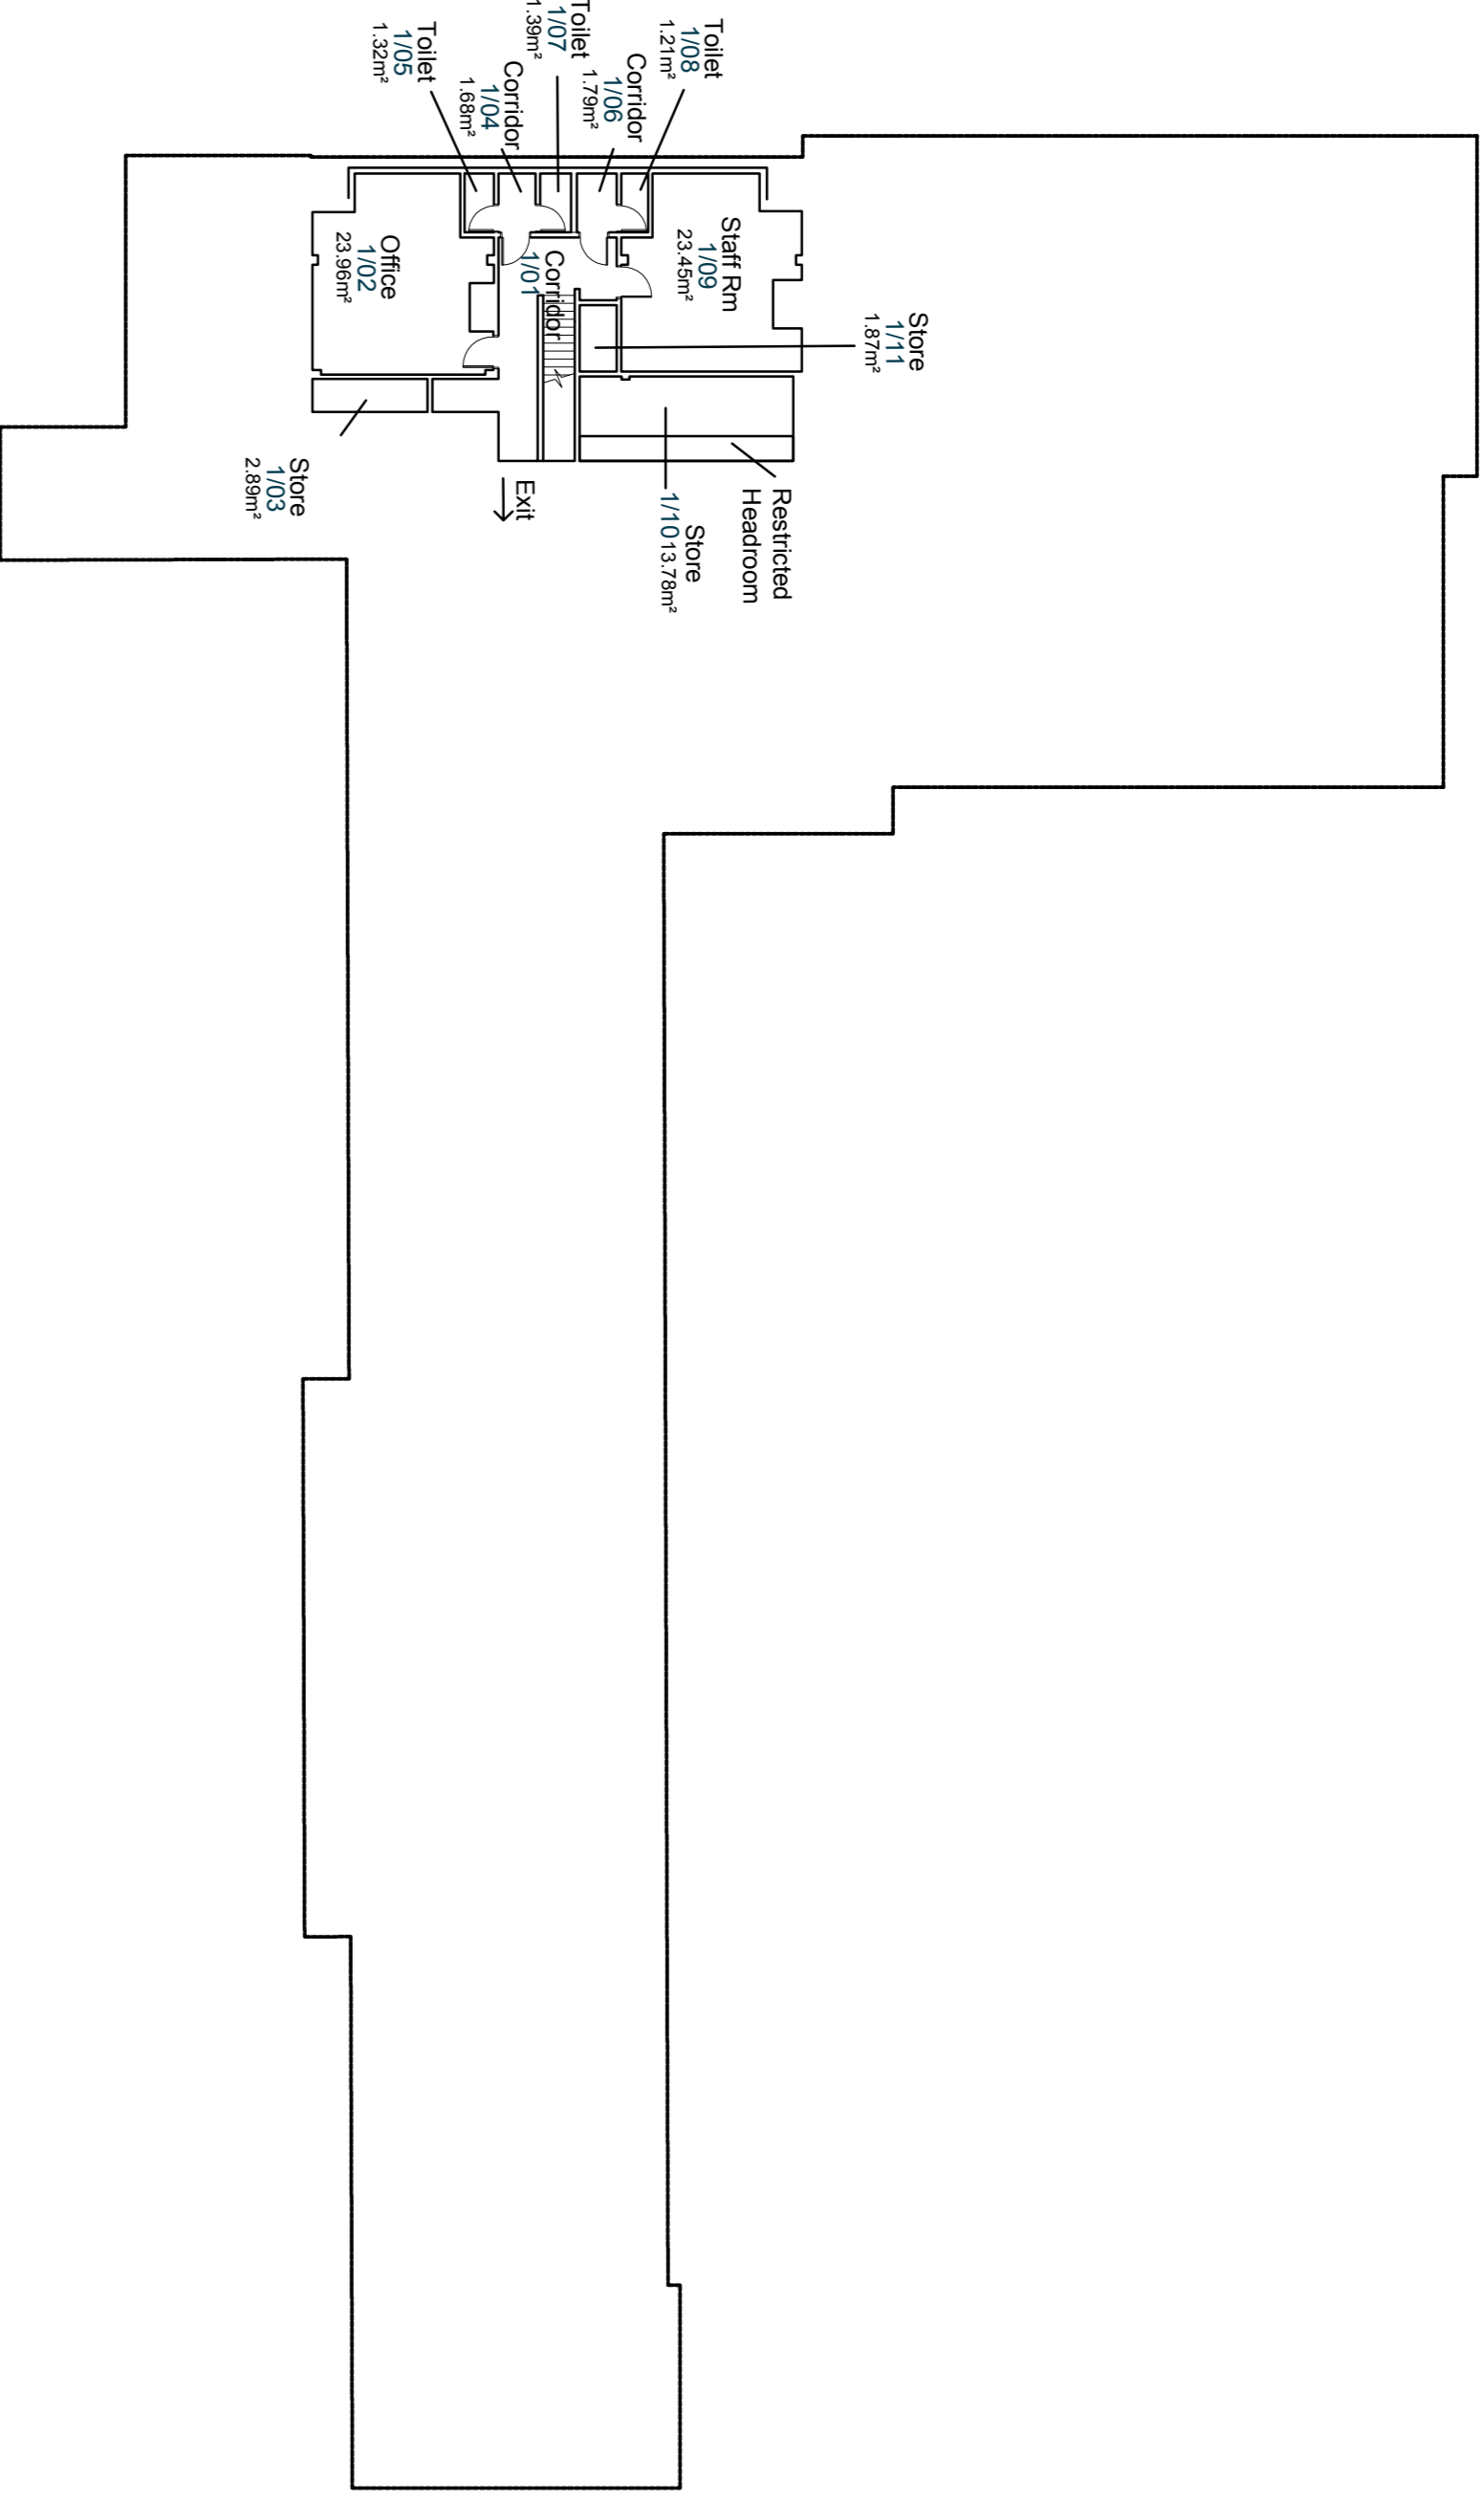 Toilet
1/08
1.21m²
Corridor
1/06
1.79m²
Toilet
1/07
1.39m²
Corridor
1/04
1.68m²
Toilet
1/05
1.32m²
Staff Rm
1/09
23.45m²
Corridor
1/01
Office
1/02
23.96m²
Store
1/11
1.87m²
Restricted
Headroom
Store
1/10
13.78m²
Exit
Store
1/03
2.89m²